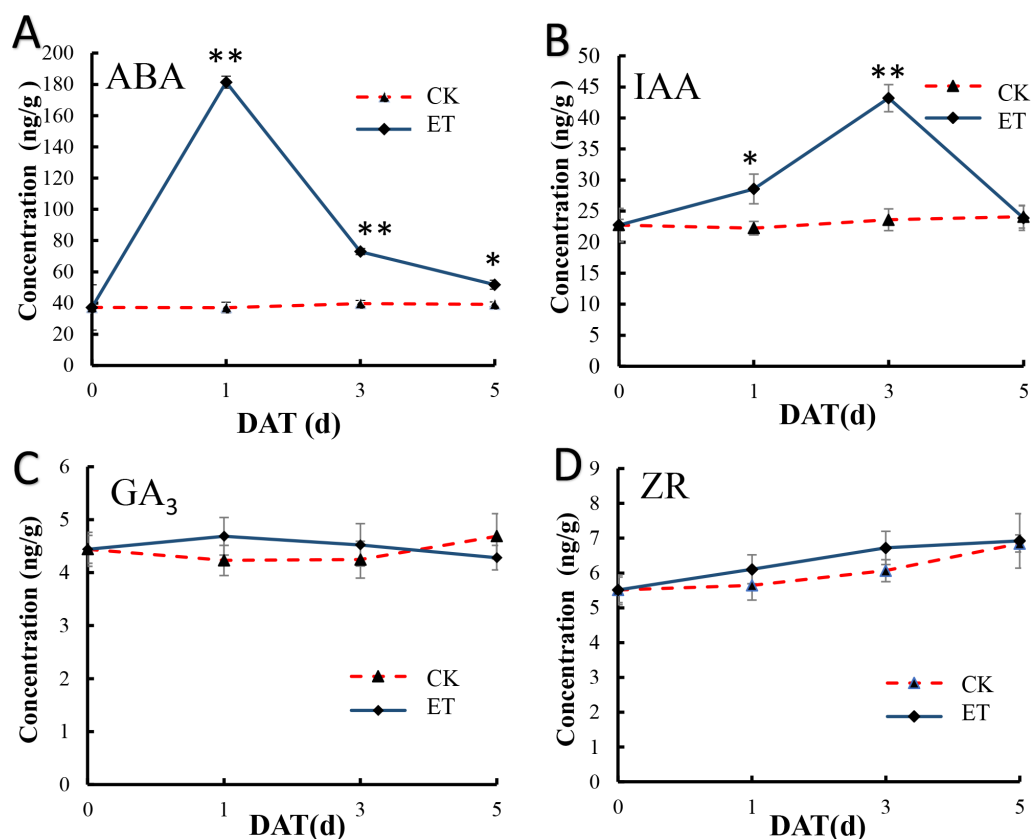 A
ABA
Concentration (ng/g)
200
180
160
140
120
100
80
60
40
20
0
**
**
*
CK
ET
0 1 3 5
DAT (d)
B
IAA
Concentration (ng/g)
50
45
40
35
30
25
20
15
10
5
0
*
**
CK
ET
0 1 3 5
DAT(d)
C
GA₃
Concentration (ng/g)
6
5
4
3
2
1
0
CK
ET
0 1 3 5
DAT(d)
D
ZR
Concentration (ng/g)
9
8
7
6
5
4
3
2
1
0
CK
ET
0 1 3 5
DAT(d)